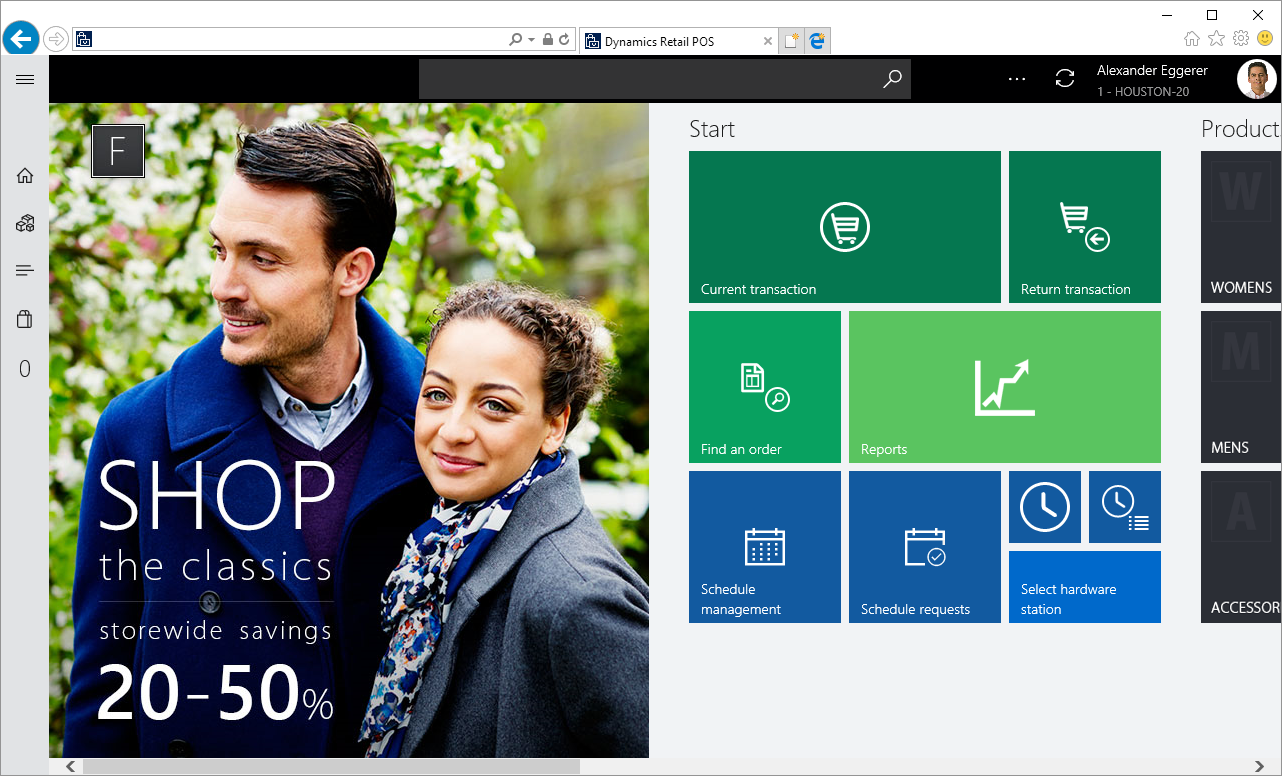 Dynamics Retail POS
Alexander Eggerer
1 - HOUSTON-20
F
SHOP
the classics
storewide savings
20-50%
0
Start
Current transaction
Return transaction
Find an order
Reports
Schedule
management
Schedule requests
Select hardware
station
Product
W
WOMENS
M
MENS
A
ACCESSOR